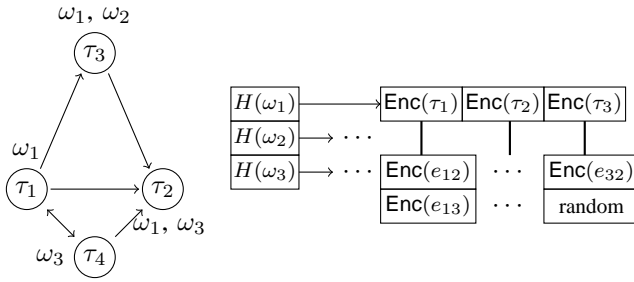 ω₁, ω₂
τ₃
H(ω₁) Enc(τ₁) Enc(τ₂) Enc(τ₃)
H(ω₂) ···
ω₁
H(ω₃) ··· Enc(e₁₂) ··· Enc(e₃₂)
τ₁ τ₂
Enc(e₁₃) ··· random
ω₁, ω₃
ω₃ τ₄